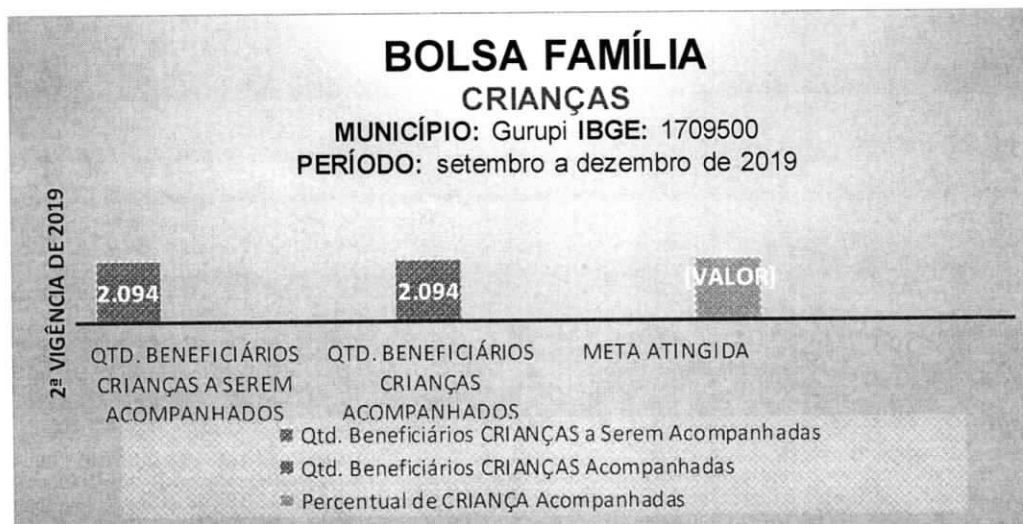 BOLSA FAMÍLIA
CRIANÇAS
MUNICÍPIO: Gurupi IBGE: 1709500
PERÍODO: setembro a dezembro de 2019
2ª VIGÊNCIA DE 2019
2.094
2.094
[VALOR]
QTD. BENEFICIÁRIOS
CRIANÇAS A SEREM
ACOMPANHADOS
QTD. BENEFICIÁRIOS
CRIANÇAS
ACOMPANHADOS
META ATINGIDA
Qtd. Beneficiários CRIANÇAS a Serem Acompanhadas
Qtd. Beneficiários CRIANÇAS Acompanhadas
Percentual de CRIANÇA Acompanhadas